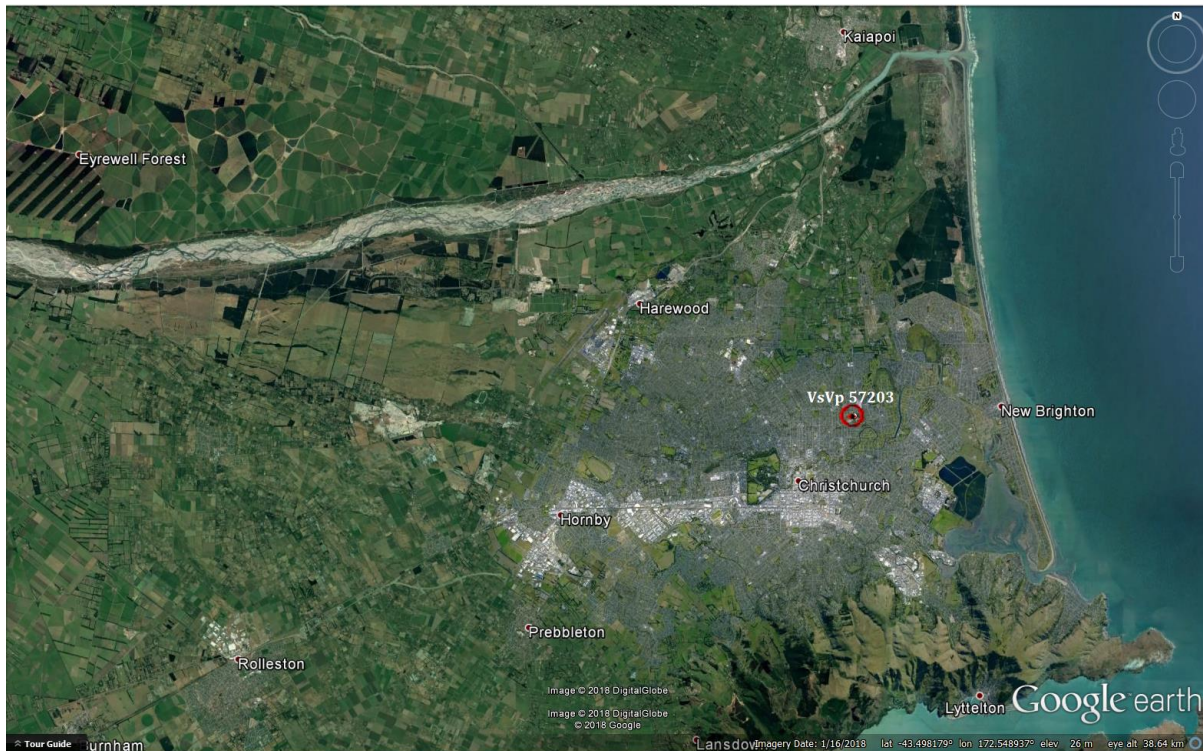 N
Kaiapoi
Eyrewell Forest
Harewood
VsVp 57203
New Brighton
Christchurch
Hornby
Prebbleton
Rolleston
Image © 2018 DigitalGlobe
Lyttelton
Google earth
Image © 2018 DigitalGlobe
© 2018 Google
Tour Guide
Imagery Date: 1/16/2018 lat -43.498179° lon 172.548937° elev 26 m eye alt 38.64 km